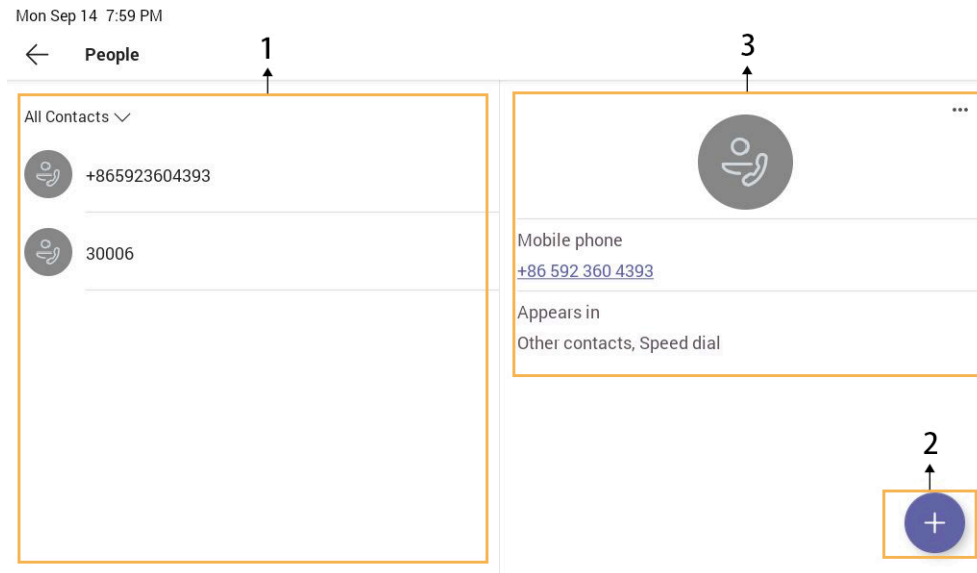 Mon Sep 14 7:59 PM
People
1
3
All Contacts
+865923604393
30006
Mobile phone
+86 592 360 4393
Appears in
Other contacts, Speed dial
2